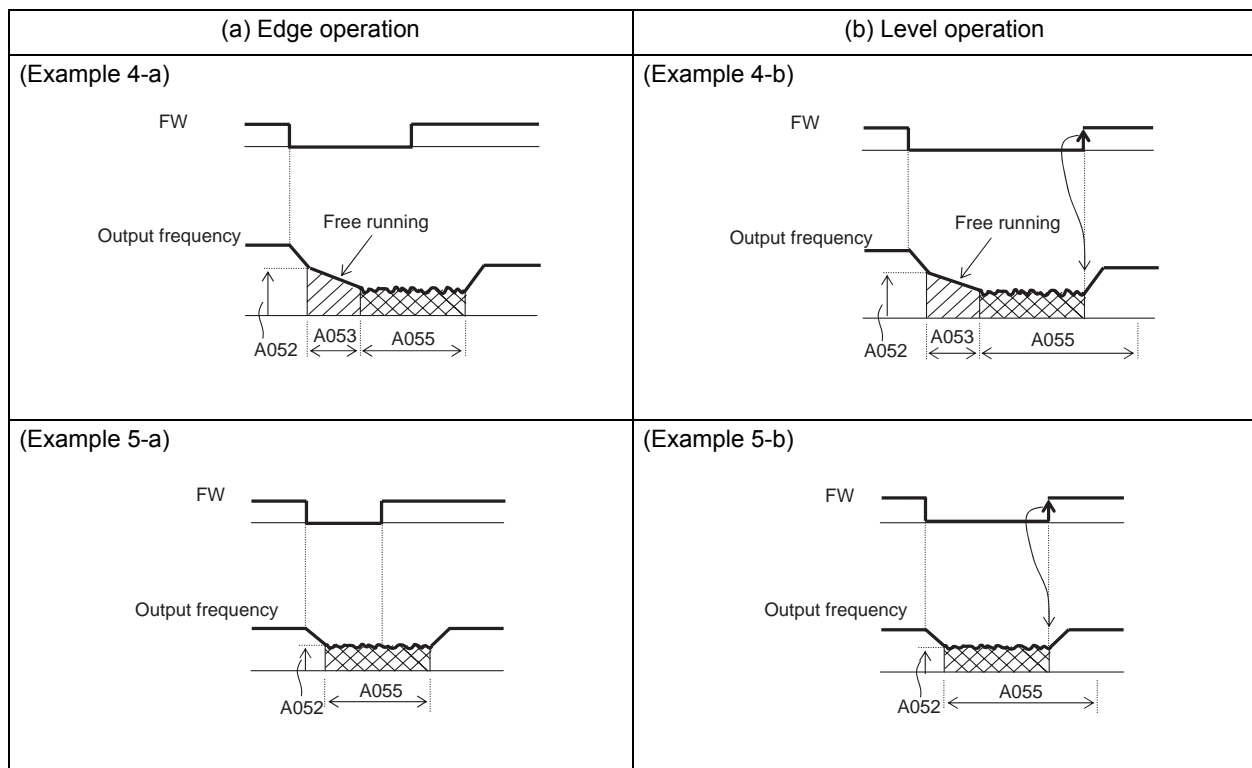 (a) Edge operation
(b) Level operation
(Example 4-a)
FW
Free running
Output frequency
A053
A055
A052
(Example 4-b)
FW
Free running
Output frequency
A053
A055
A052
(Example 5-a)
FW
Output frequency
A055
A052
(Example 5-b)
FW
Output frequency
A055
A052